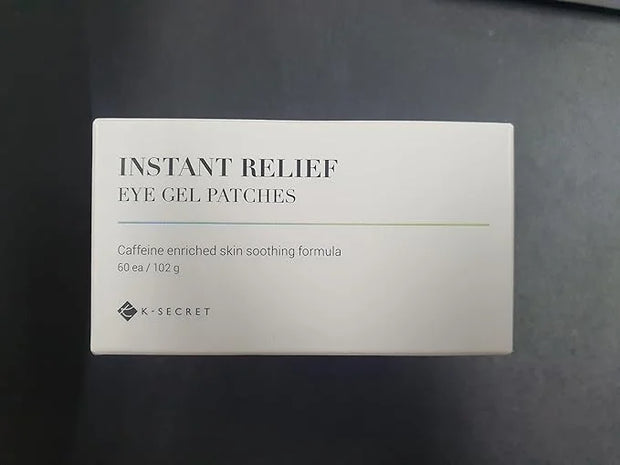 INSTANT RELIEF
EYE GEL PATCHES
Caffeine enriched skin soothing formula
60 ea / 102 g
K-SECRET